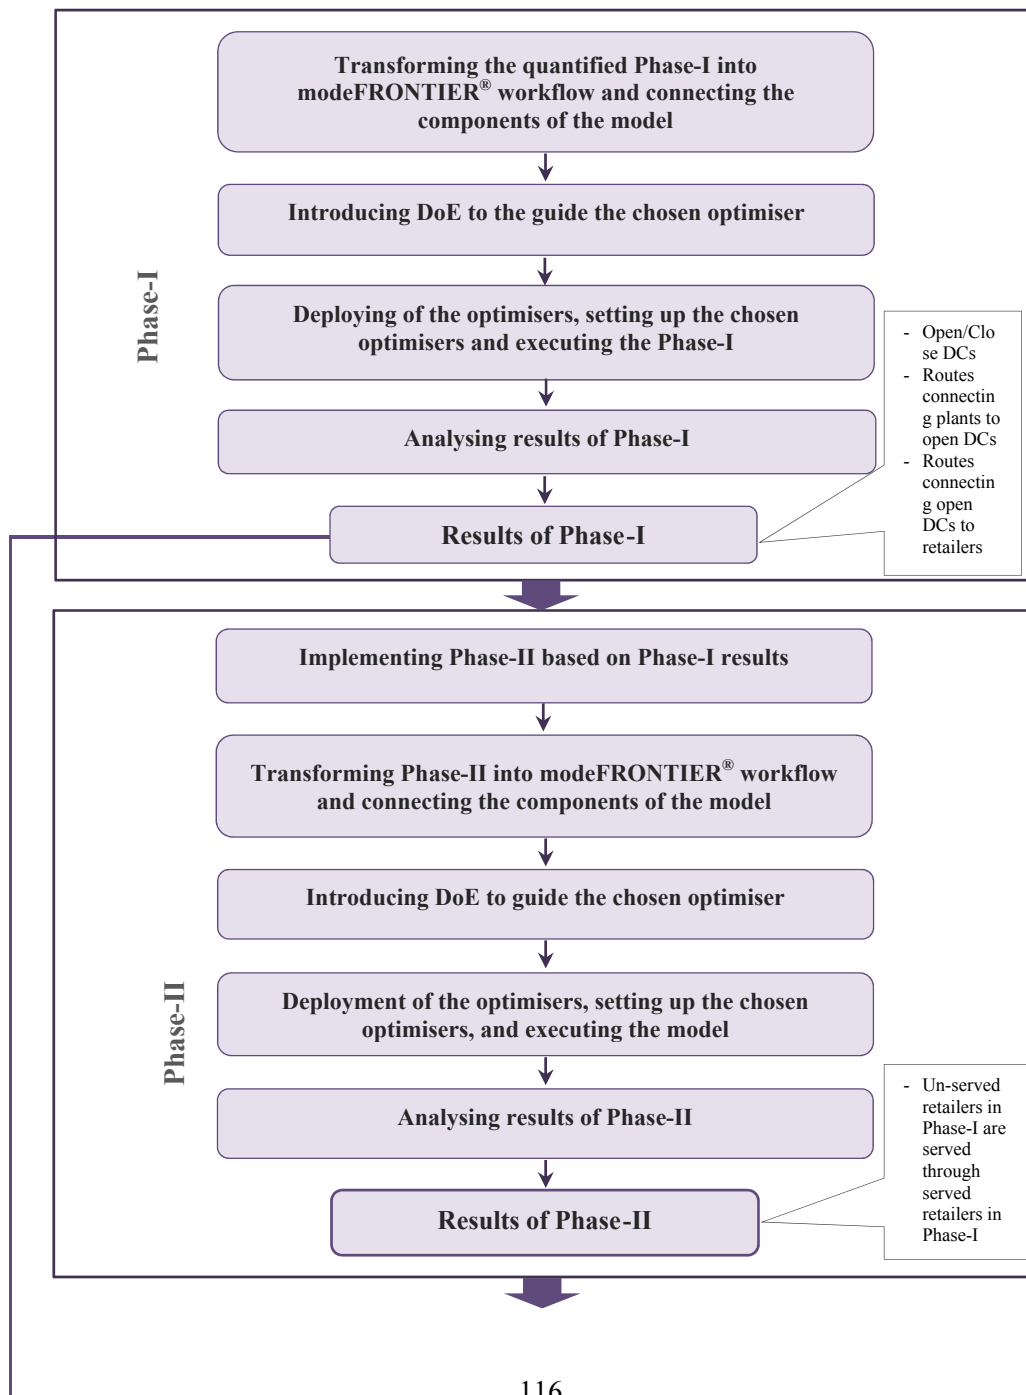 Transforming the quantified Phase-I into
modeFRONTIER® workflow and connecting the
components of the model
Introducing DoE to the guide the chosen optimiser
Phase-I
Deploying of the optimisers, setting up the chosen
optimisers and executing the Phase-I
- Open/Clo
se DCs
- Routes
connectin
g plants to
open DCs
- Routes
connectin
g open
DCs to
retailers
Analysing results of Phase-I
Results of Phase-I
Implementing Phase-II based on Phase-I results
Transforming Phase-II into modeFRONTIER® workflow
and connecting the components of the model
Introducing DoE to guide the chosen optimiser
Phase-II
Deployment of the optimisers, setting up the chosen
optimisers, and executing the model
Analysing results of Phase-II
- Un-served
retailers in
Phase-I are
served
through
served
retailers in
Phase-I
Results of Phase-II
116